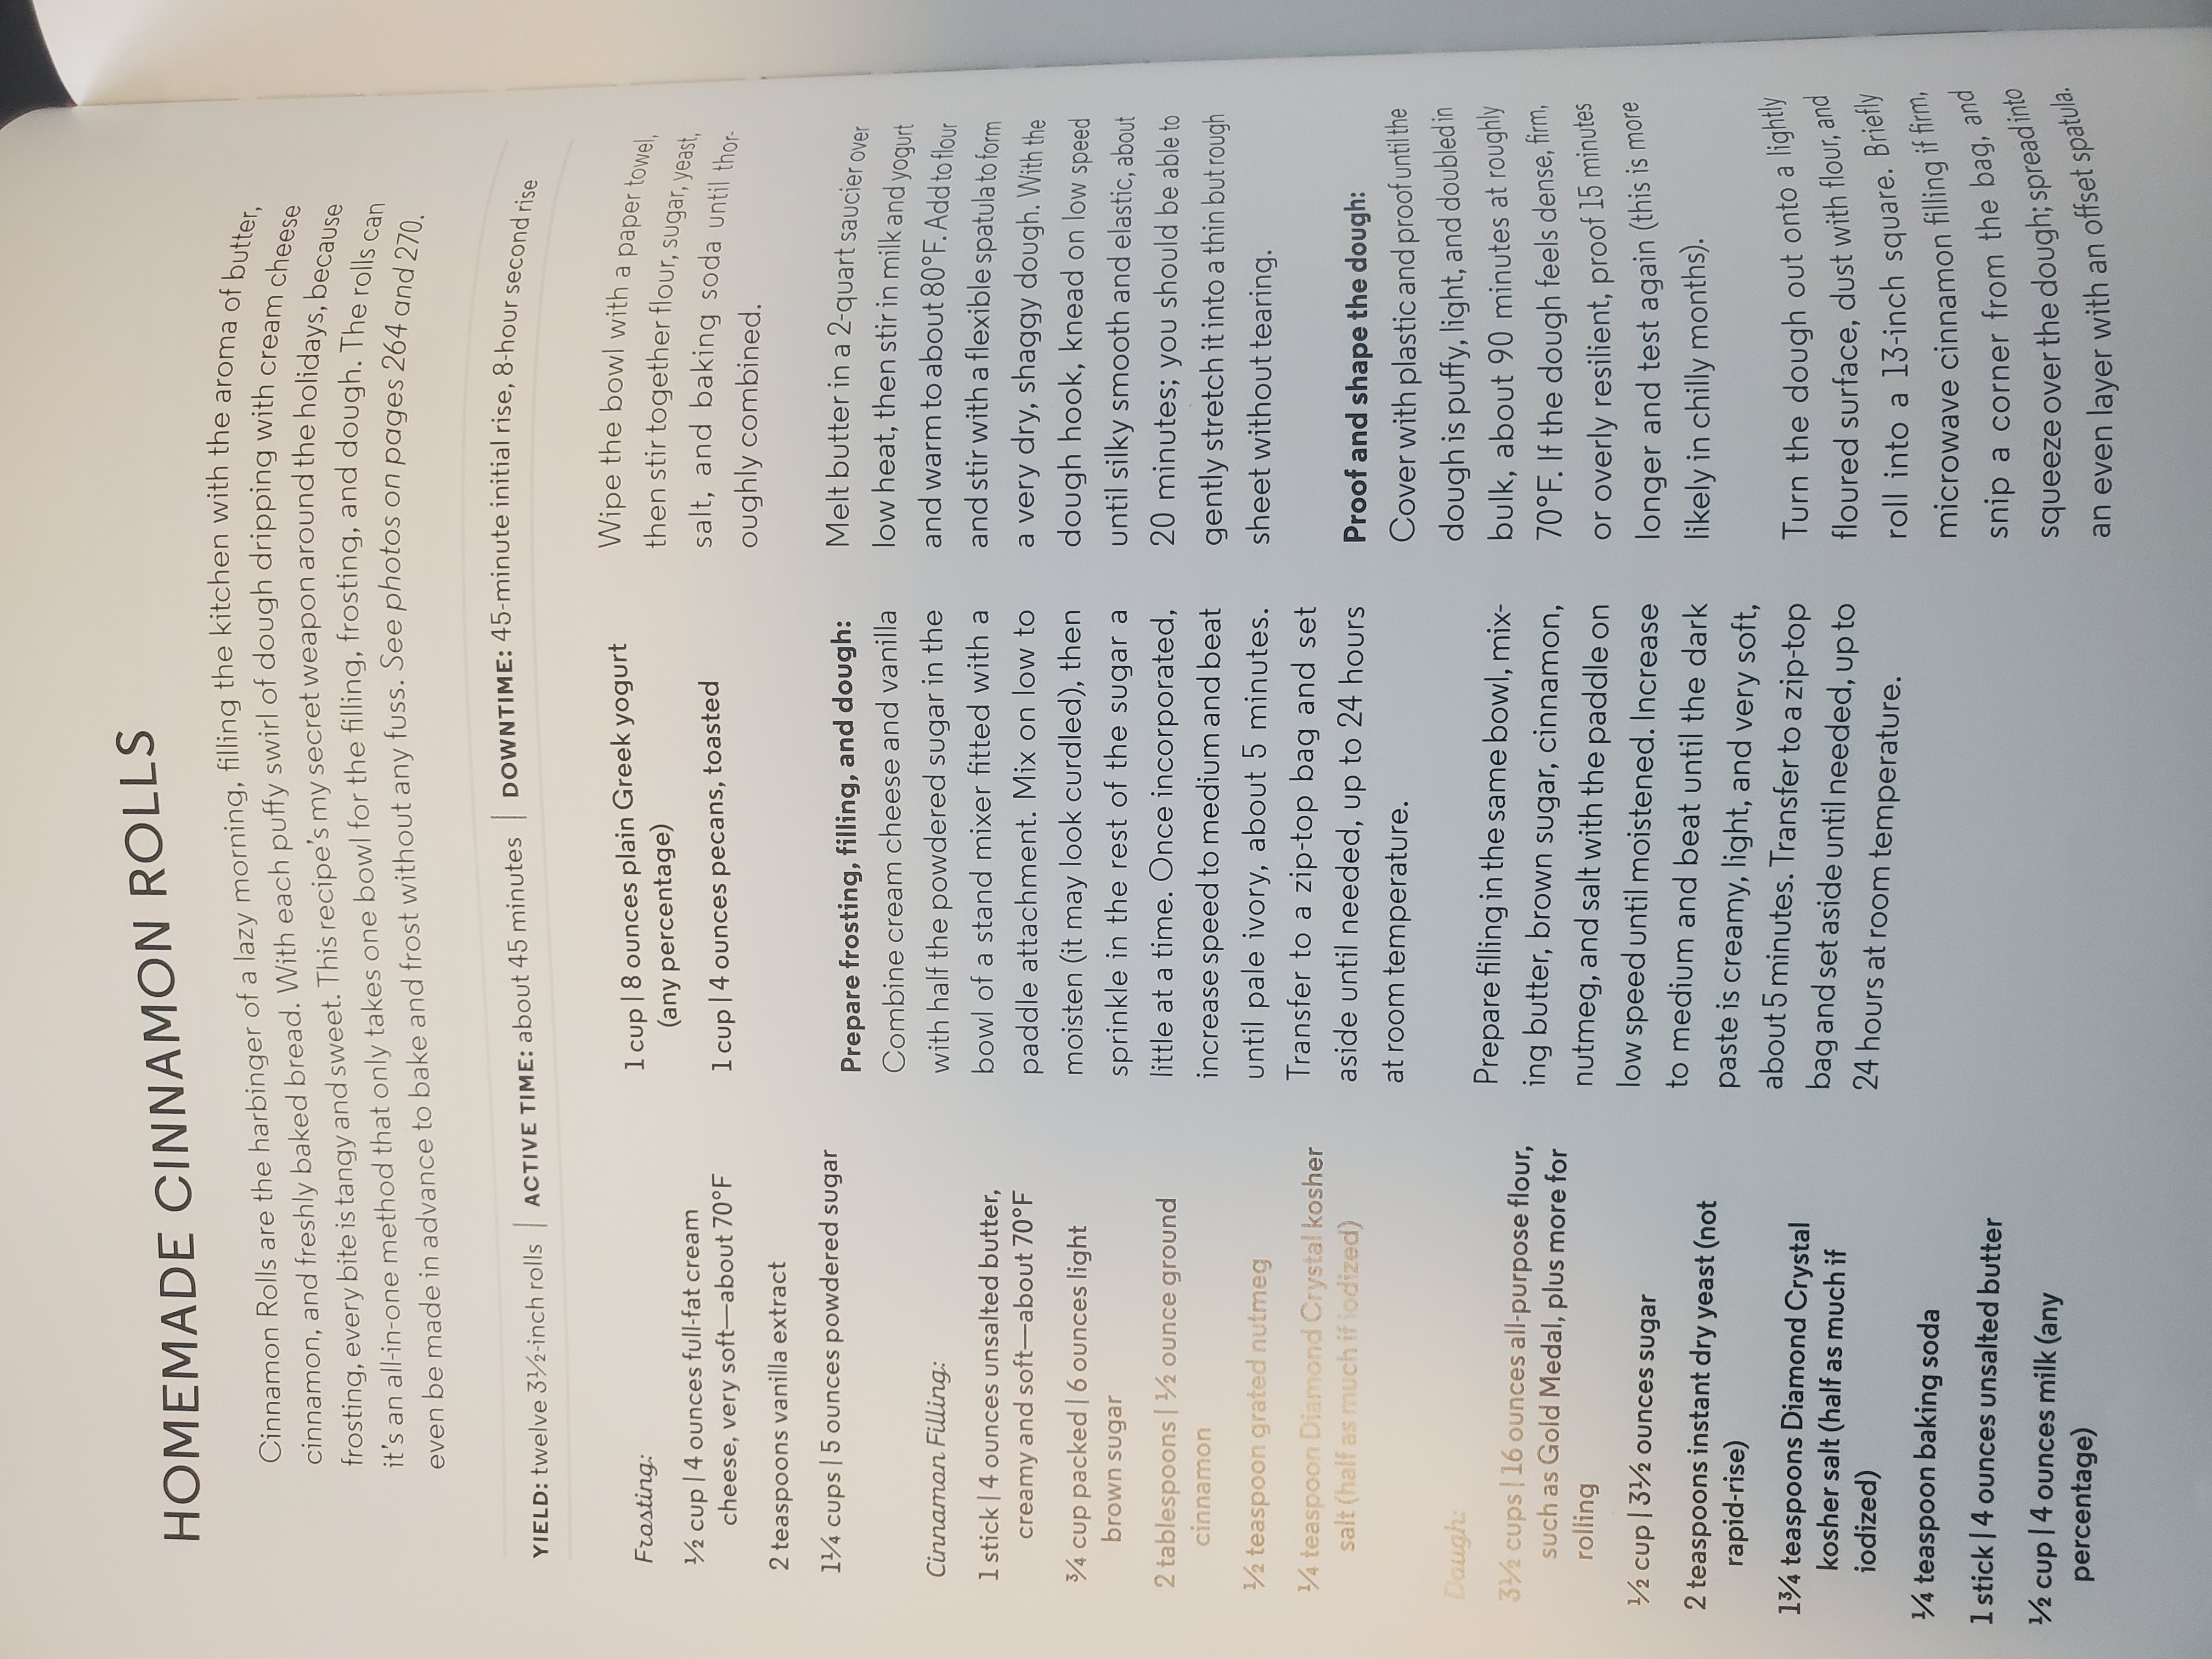 HOMEMADE CINNAMON ROLLS
Cinnamon Rolls are the harbinger of a lazy morning, filling the kitchen with the aroma of butter,
cinnamon, and freshly baked bread. With each puffy swirl of dough dripping with cream cheese
frosting, every bite is tangy and sweet. This recipe's my secret weapon around the holidays, because
it's an all-in-one method that only takes one bowl for the filling, frosting, and dough. The rolls can
even be made in advance to bake and frost without any fuss. See photos on pages 264 and 270.
YIELD: twelve 3½-inch rolls | ACTIVE TIME: about 45 minutes | DOWNTIME: 45-minute initial rise, 8-hour second rise
Frosting:
½ cup | 4 ounces full-fat cream
cheese, very soft—about 70°F
2 teaspoons vanilla extract
1¼ cups | 5 ounces powdered sugar
Cinnamon Filling:
1 stick | 4 ounces unsalted butter,
creamy and soft—about 70°F
¾ cup packed | 6 ounces light
brown sugar
2 tablespoons | ½ ounce ground
cinnamon
½ teaspoon grated nutmeg
¼ teaspoon Diamond Crystal kosher
salt (half as much if iodized)
Dough:
3½ cups | 16 ounces all-purpose flour,
such as Gold Medal, plus more for
rolling
½ cup | 3½ ounces sugar
2 teaspoons instant dry yeast (not
rapid-rise)
1¾ teaspoons Diamond Crystal
kosher salt (half as much if
iodized)
¼ teaspoon baking soda
1 stick | 4 ounces unsalted butter
½ cup | 4 ounces milk (any
percentage)
1 cup | 8 ounces plain Greek yogurt
(any percentage)
1 cup | 4 ounces pecans, toasted
Prepare frosting, filling, and dough:
Combine cream cheese and vanilla
with half the powdered sugar in the
bowl of a stand mixer fitted with a
paddle attachment. Mix on low to
moisten (it may look curdled), then
sprinkle in the rest of the sugar a
little at a time. Once incorporated,
increase speed to medium and beat
until pale ivory, about 5 minutes.
Transfer to a zip-top bag and set
aside until needed, up to 24 hours
at room temperature.
Prepare filling in the same bowl, mix-
ing butter, brown sugar, cinnamon,
nutmeg, and salt with the paddle on
low speed until moistened. Increase
to medium and beat until the dark
paste is creamy, light, and very soft,
about 5 minutes. Transfer to a zip-top
bag and set aside until needed, up to
24 hours at room temperature.
Wipe the bowl with a paper towel,
then stir together flour, sugar, yeast,
salt, and baking soda until thor-
oughly combined.
Melt butter in a 2-quart saucier over
low heat, then stir in milk and yogurt
and warm to about 80°F. Add to flour
and stir with a flexible spatula to form
a very dry, shaggy dough. With the
dough hook, knead on low speed
until silky smooth and elastic, about
20 minutes; you should be able to
gently stretch it into a thin but rough
sheet without tearing.
Proof and shape the dough:
Cover with plastic and proof until the
dough is puffy, light, and doubled in
bulk, about 90 minutes at roughly
70°F. If the dough feels dense, firm,
or overly resilient, proof 15 minutes
longer and test again (this is more
likely in chilly months).
Turn the dough out onto a lightly
floured surface, dust with flour, and
roll into a 13-inch square. Briefly
microwave cinnamon filling if firm,
snip a corner from the bag, and
squeeze over the dough; spread into
an even layer with an offset spatula.